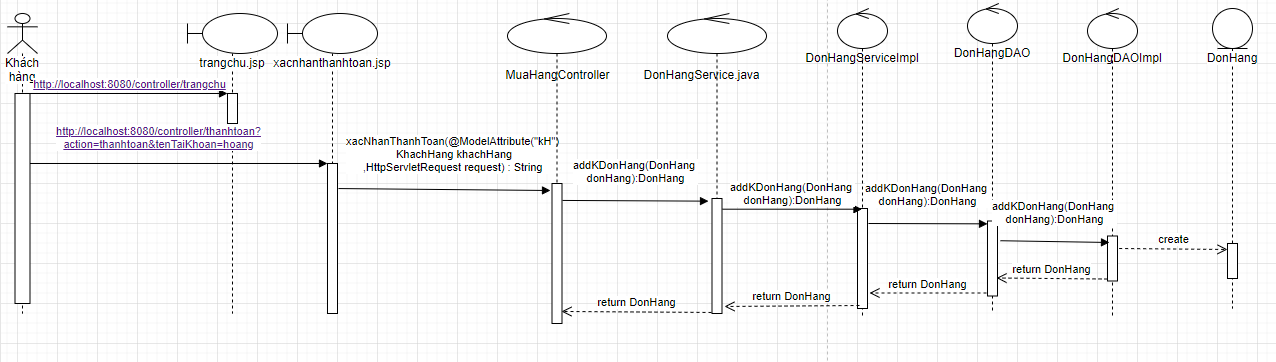 Khách
hàng
trangchu.jsp
xacnhanthanhtoan.jsp
MuaHangController
DonHangService.java
DonHangServiceImpl
DonHangDAO
DonHangDAOImpl
DonHang
http://localhost:8080/controller/trangchu
http://localhost:8080/controller/thanhtoan?
action=thanhtoan&tenTaiKhoan=hoang
xacNhanThanhToan(@ModelAttribute("kH")
KhachHang khachHang
,HttpServletRequest request) : String
addKDonHang(DonHang
donHang):DonHang
addKDonHang(DonHang
donHang):DonHang
addKDonHang(DonHang
donHang):DonHang
addKDonHang(DonHang
donHang):DonHang
create
return DonHang
return DonHang
return DonHang
return DonHang